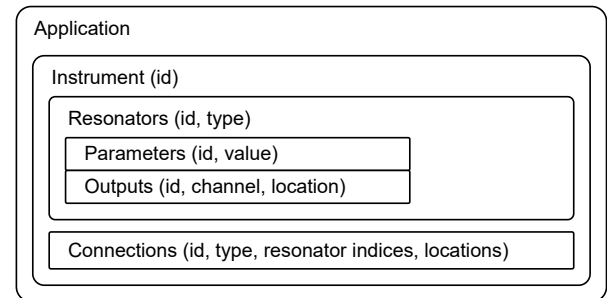 Application
Instrument (id)
Resonators (id, type)
Parameters (id, value)
Outputs (id, channel, location)
Connections (id, type, resonator indices, locations)